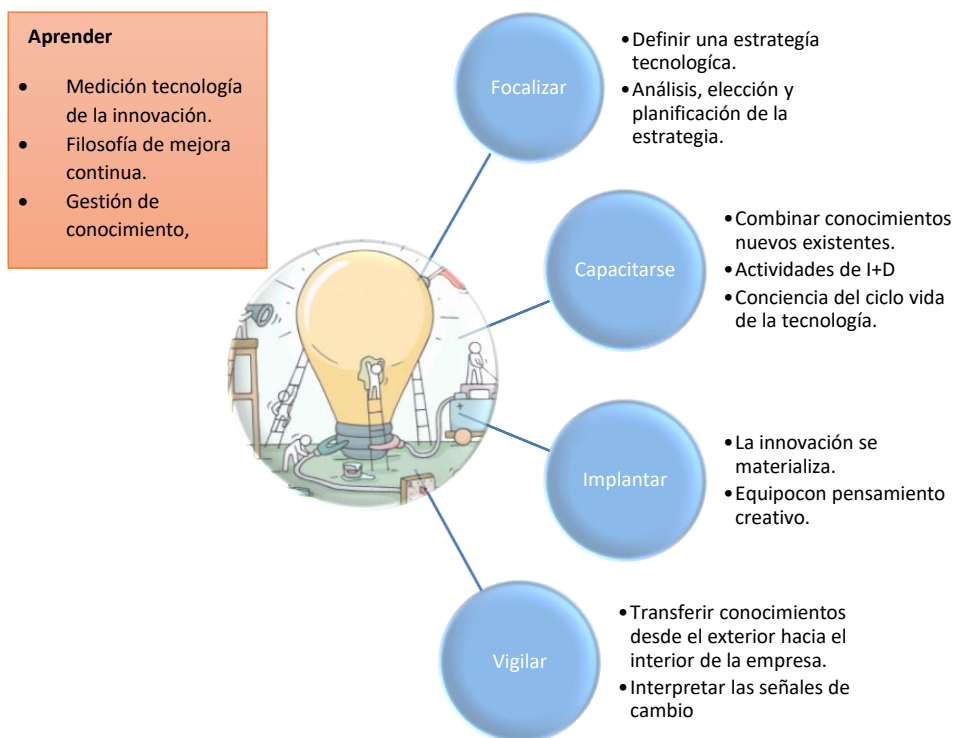 Aprender
• Medición tecnología
de la innovación.
• Filosofía de mejora
continua.
• Gestión de
conocimiento,
Focalizar
•Definir una estrategía
tecnologíca.
•Análisis, elección y
planificación de la
estrategia.
Capacitarse
•Combinar conocimientos
nuevos existentes.
•Actividades de I+D
•Conciencia del ciclo vida
de la tecnología.
Implantar
•La innovación se
materializa.
•Equipocon pensamiento
creativo.
Vigilar
•Transferir conocimientos
desde el exterior hacia el
interior de la empresa.
•Interpretar las señales de
cambio